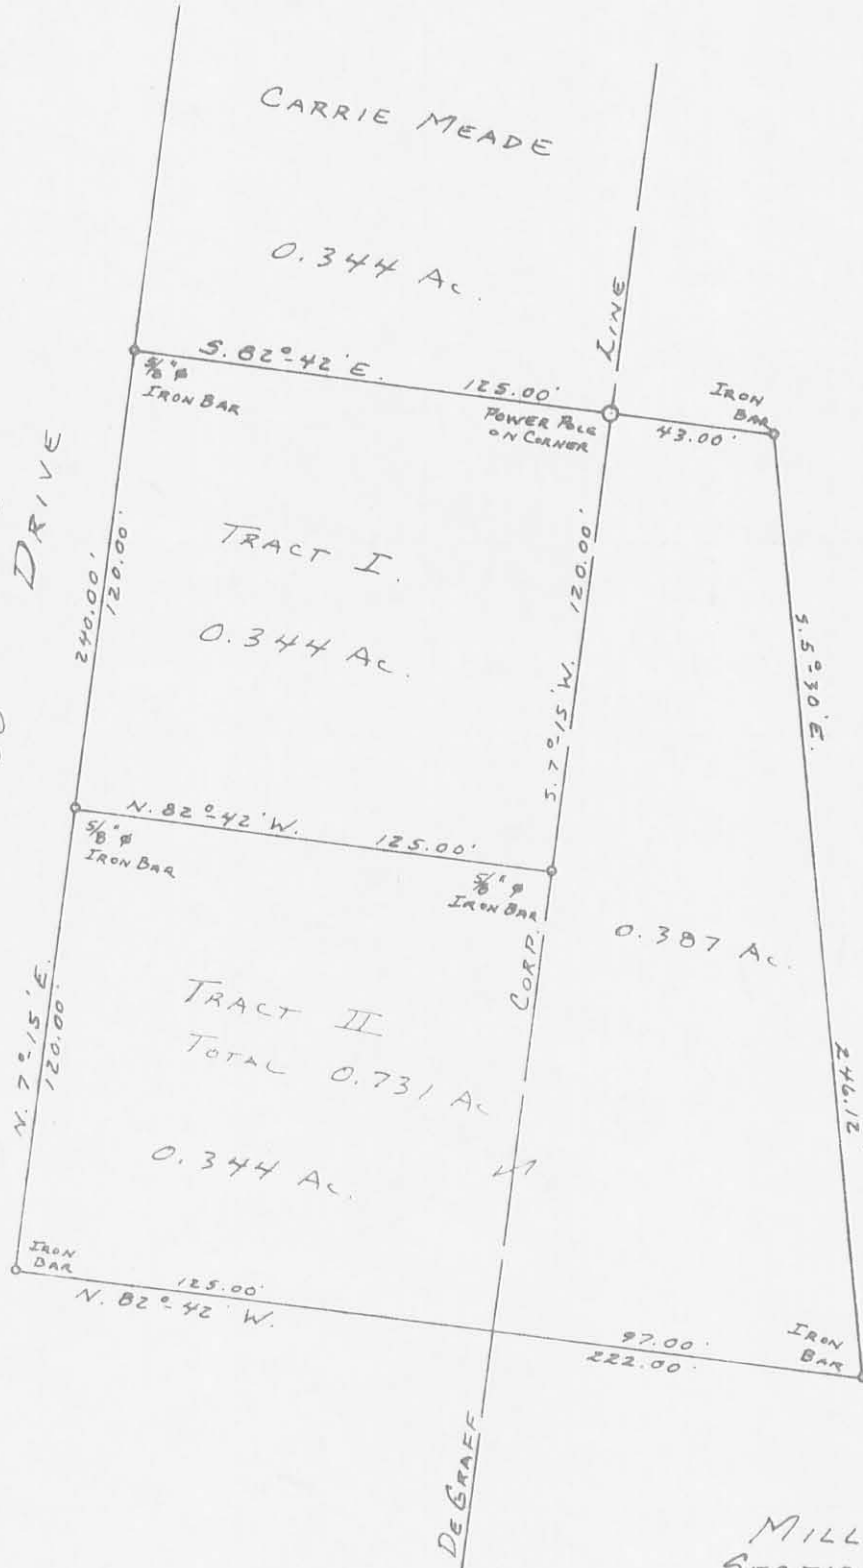 CARRIE MEADE
0.344 Ac.
LINE
S. 82°-42' E. 125.00'
5/8" φ
IRON BAR
POWER POLE
ON CORNER
IRON
BAR
43.00'
DRIVE
240.00'
120.00'
TRACT I.
0.344 Ac.
S. 7°-15' W. 120.00'
S. 5°-30' E.
246.12
N. 82°-42' W. 125.00'
5/8" φ
IRON BAR
5/8" φ
IRON BAR
CORP.
0.387 Ac.
TRACT II
TOTAL 0.731 Ac
0.344 Ac.
N. 7°-15' E.
120.00'
IRON
BAR
125.00'
N. 82°-42' W.
97.00'
222.00'
IRON
BAR
DE GRAFF
MILL